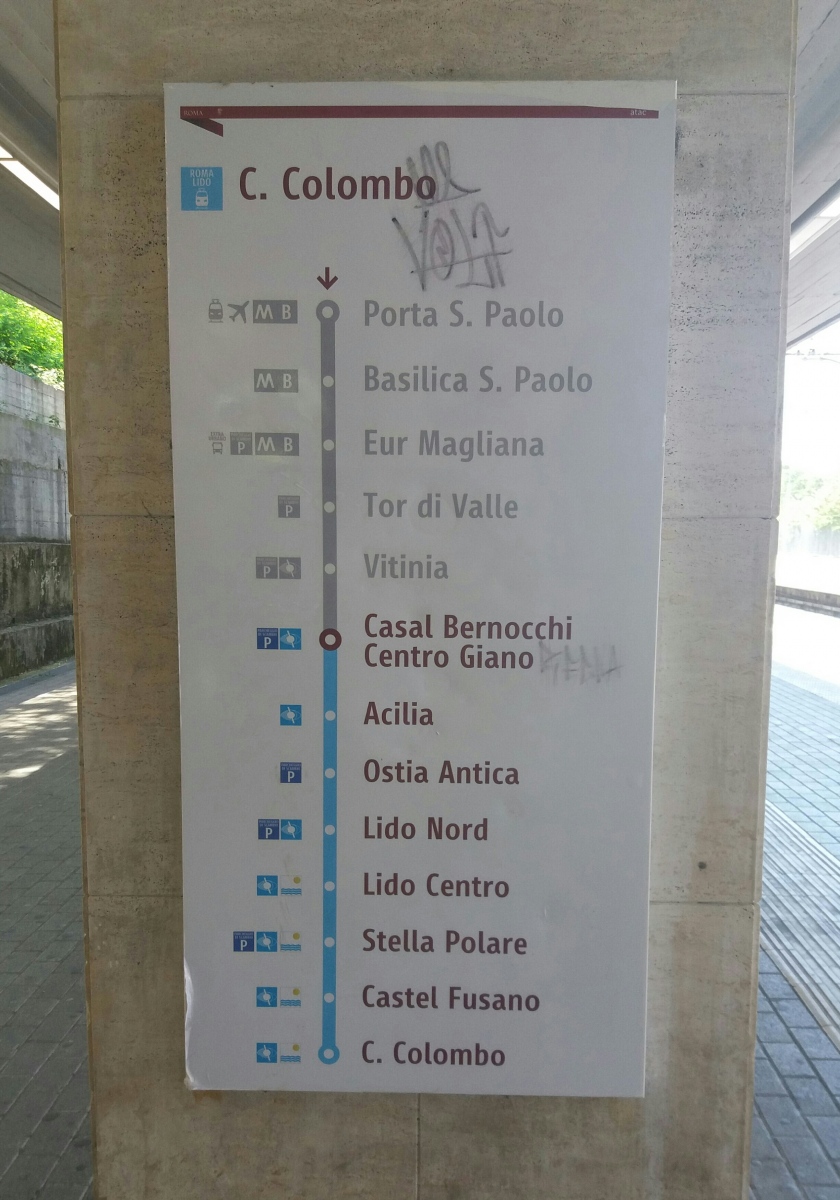 ROMA
atac
ROMA
LIDO
C. Colombo
M B Porta S. Paolo
M B Basilica S. Paolo
P M B Eur Magliana
P Tor di Valle
P Vitinia
P Casal Bernocchi
Centro Giano
Acilia
P Ostia Antica
P Lido Nord
Lido Centro
P Stella Polare
Castel Fusano
C. Colombo